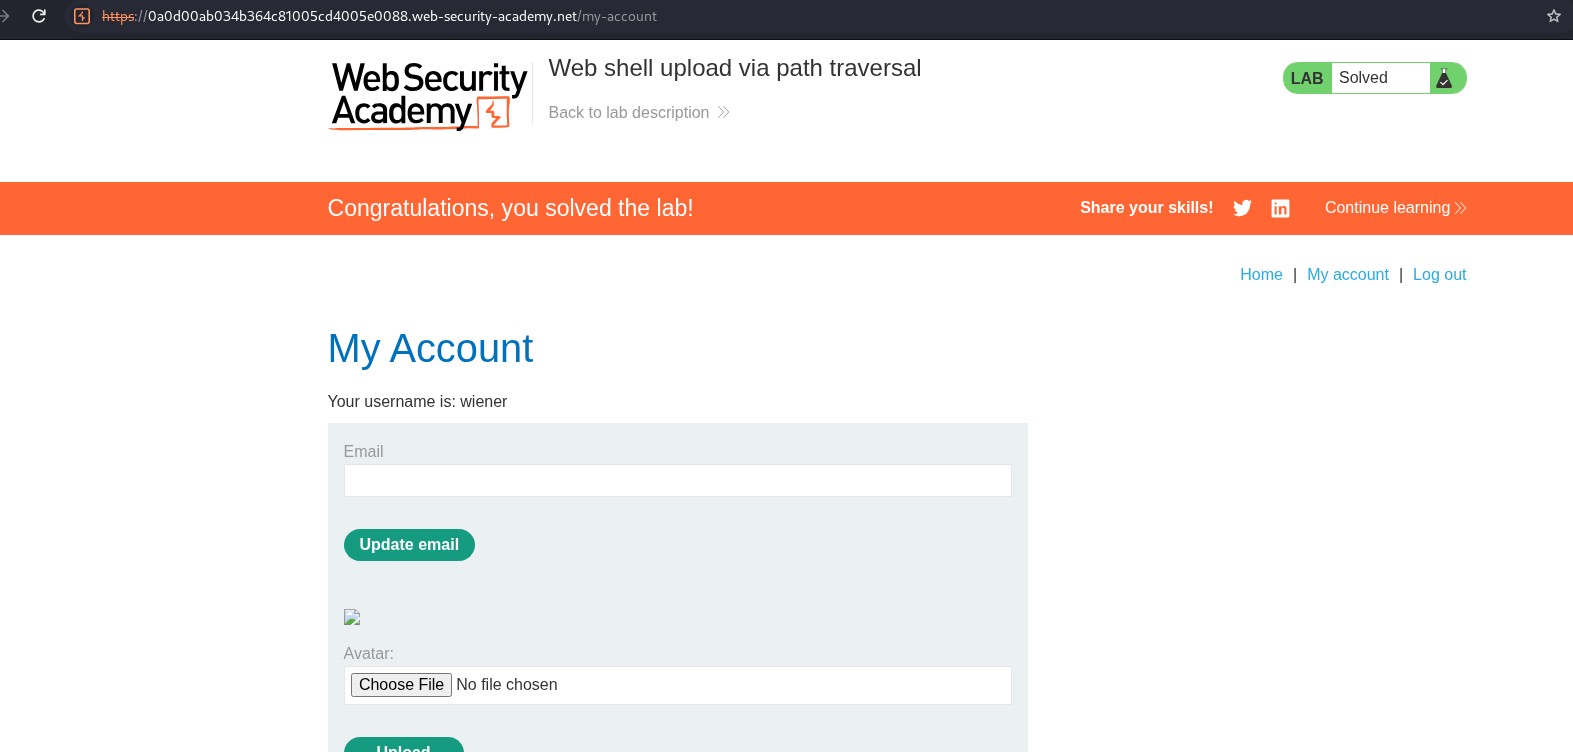 https://0a0d00ab034b364c81005cd4005e0088.web-security-academy.net/my-account
Web Security
Academy
Web shell upload via path traversal
Back to lab description
LAB Solved
Congratulations, you solved the lab!
Share your skills!
Continue learning
Home | My account | Log out
My Account
Your username is: wiener
Email
Update email
Avatar:
Choose File No file chosen
Upload